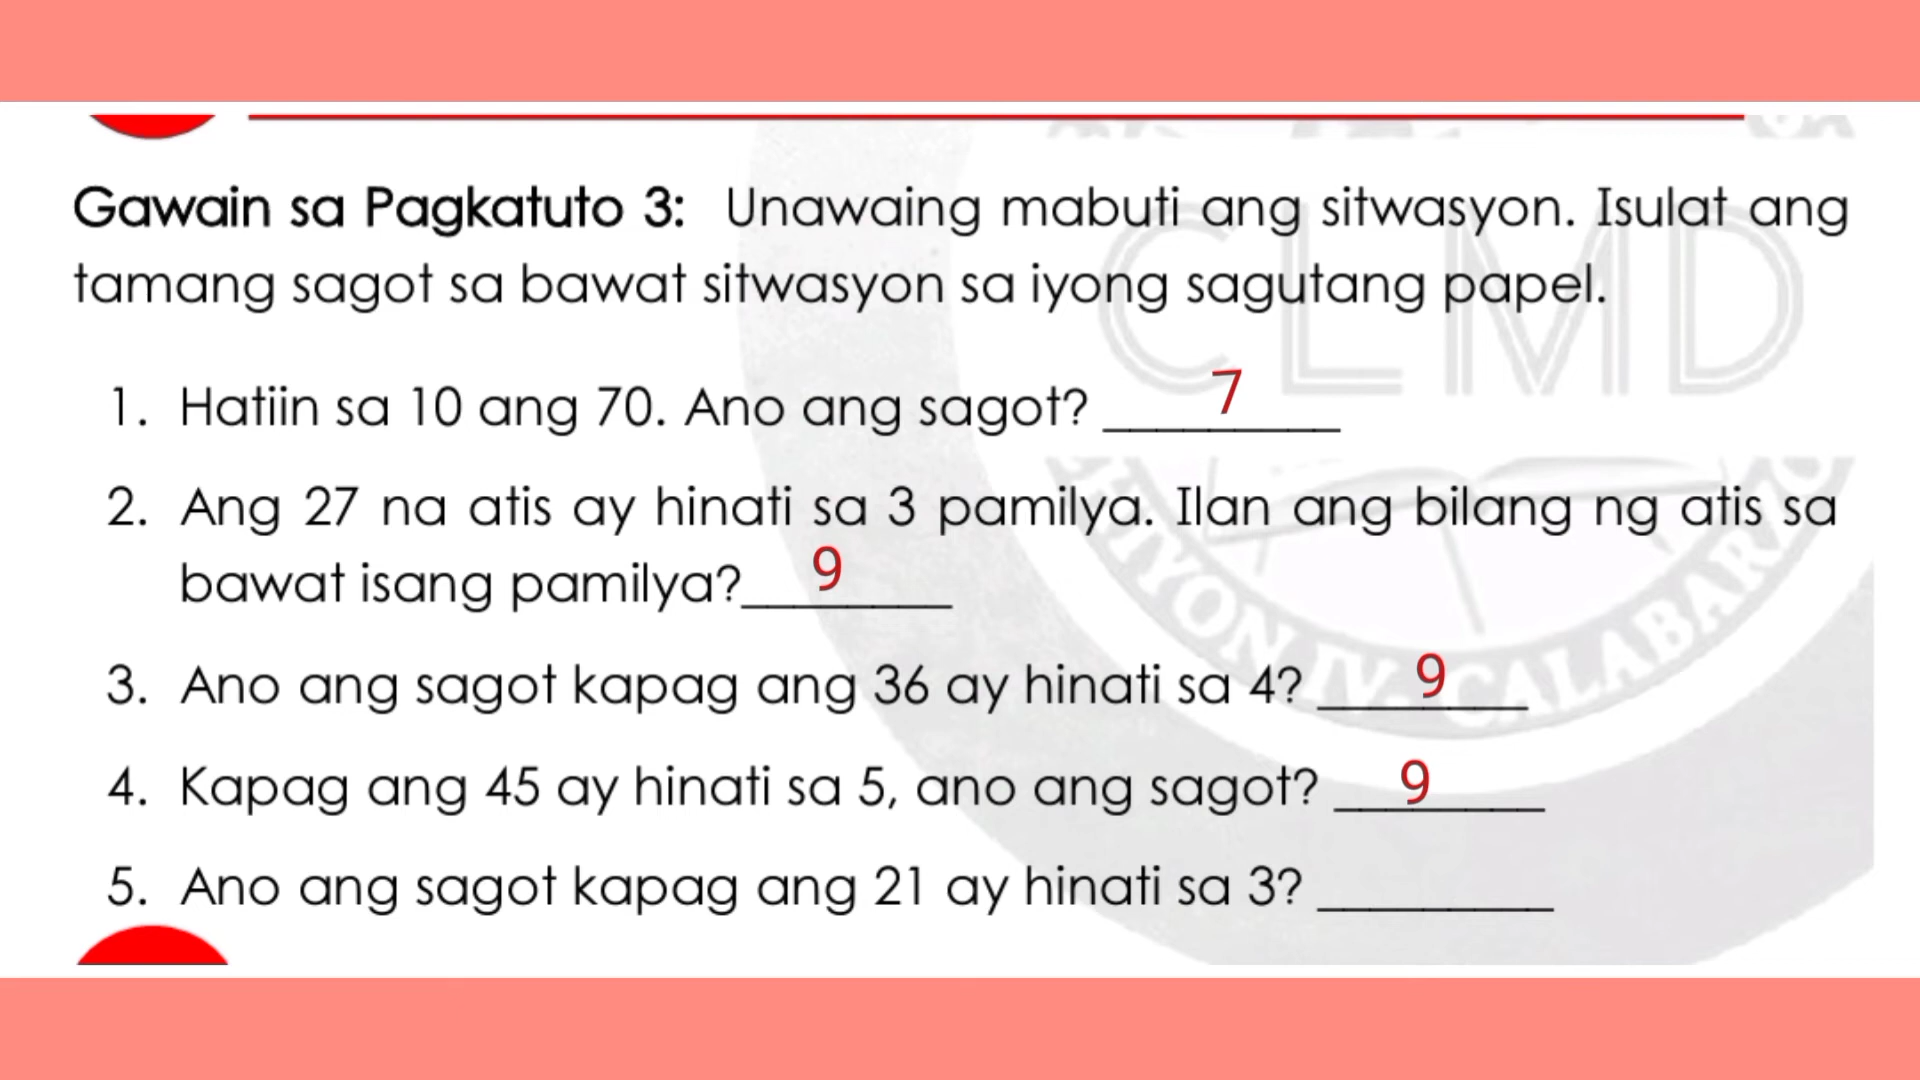 Gawain sa Pagkatuto 3: Unawaing mabuti ang sitwasyon. Isulat ang
tamang sagot sa bawat sitwasyon sa iyong sagutang papel.
1. Hatiin sa 10 ang 70. Ano ang sagot? _________ 7
2. Ang 27 na atis ay hinati sa 3 pamilya. Ilan ang bilang ng atis sa
bawat isang pamilya?________ 9
3. Ano ang sagot kapag ang 36 ay hinati sa 4? ________ 9
4. Kapag ang 45 ay hinati sa 5, ano ang sagot? ________ 9
5. Ano ang sagot kapag ang 21 ay hinati sa 3? _________
CLMD
IV- CALABARZO